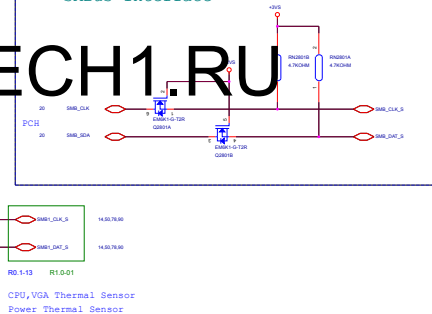 +3VS
ECH1.RU
RN2801B
4.7KOHM
RN2801A
4.7KOHM
20 SMB_CLK
SMB_CLK_S
EM6K1-G-T2R
Q2801A
PCH
20 SMB_SDA
SMB_DAT_S
EM6K1-G-T2R
Q2801B
SMB1_CLK_S 14,50,78,90
SMB1_DAT_S 14,50,78,90
R0.1-13 R1.0-01
CPU,VGA Thermal Sensor
Power Thermal Sensor